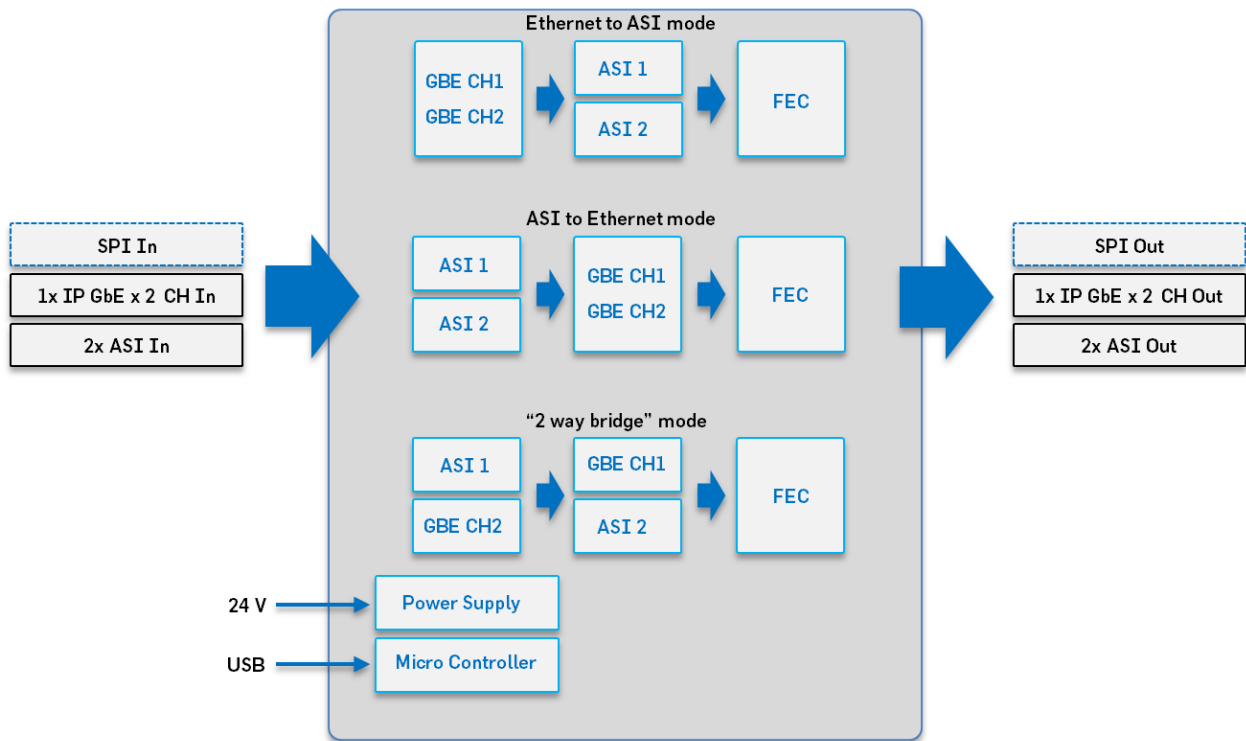 Ethernet to ASI mode
GBE CH1
GBE CH2
ASI 1
ASI 2
FEC
SPI In
1x IP GbE x 2 CH In
2x ASI In
ASI to Ethernet mode
ASI 1
ASI 2
GBE CH1
GBE CH2
FEC
SPI Out
1x IP GbE x 2 CH Out
2x ASI Out
“2 way bridge” mode
ASI 1
GBE CH2
GBE CH1
ASI 2
FEC
24 V
Power Supply
USB
Micro Controller